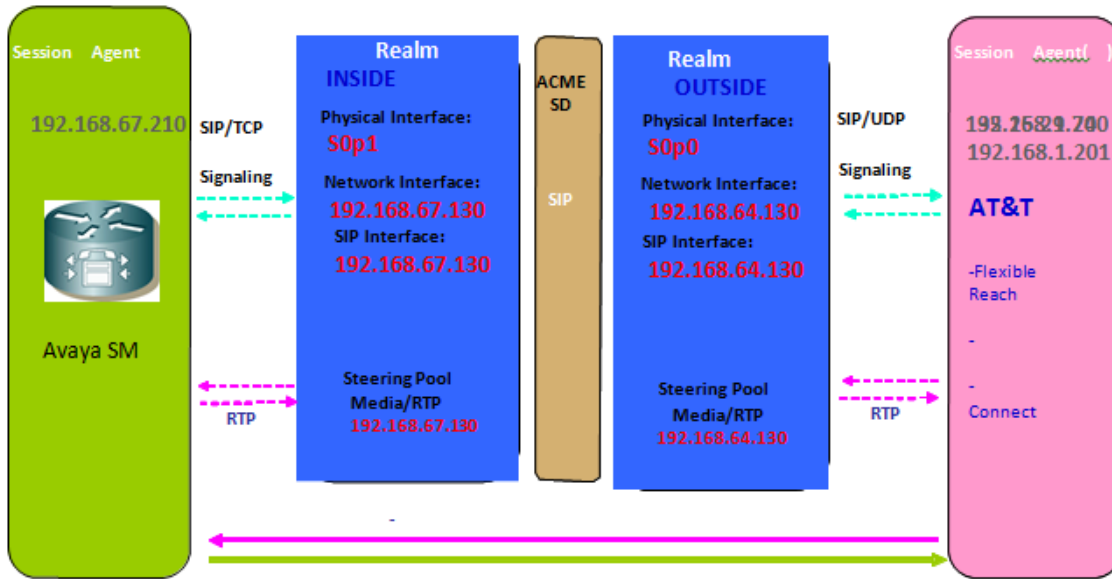 Session Agent
192.168.67.210
Avaya SM
SIP/TCP
Signaling
RTP
Realm
INSIDE
Physical Interface:
S0p1
Network Interface:
192.168.67.130
SIP Interface:
192.168.67.130
Steering Pool
Media/RTP
192.168.67.130
ACME
SD
SIP
Realm
OUTSIDE
Physical Interface:
S0p0
Network Interface:
192.168.64.130
SIP Interface:
192.168.64.130
Steering Pool
Media/RTP
192.168.64.130
SIP/UDP
Signaling
RTP
Session Agent( )
192.168.1.201
AT&T
-Flexible
Reach
-
-
Connect
-